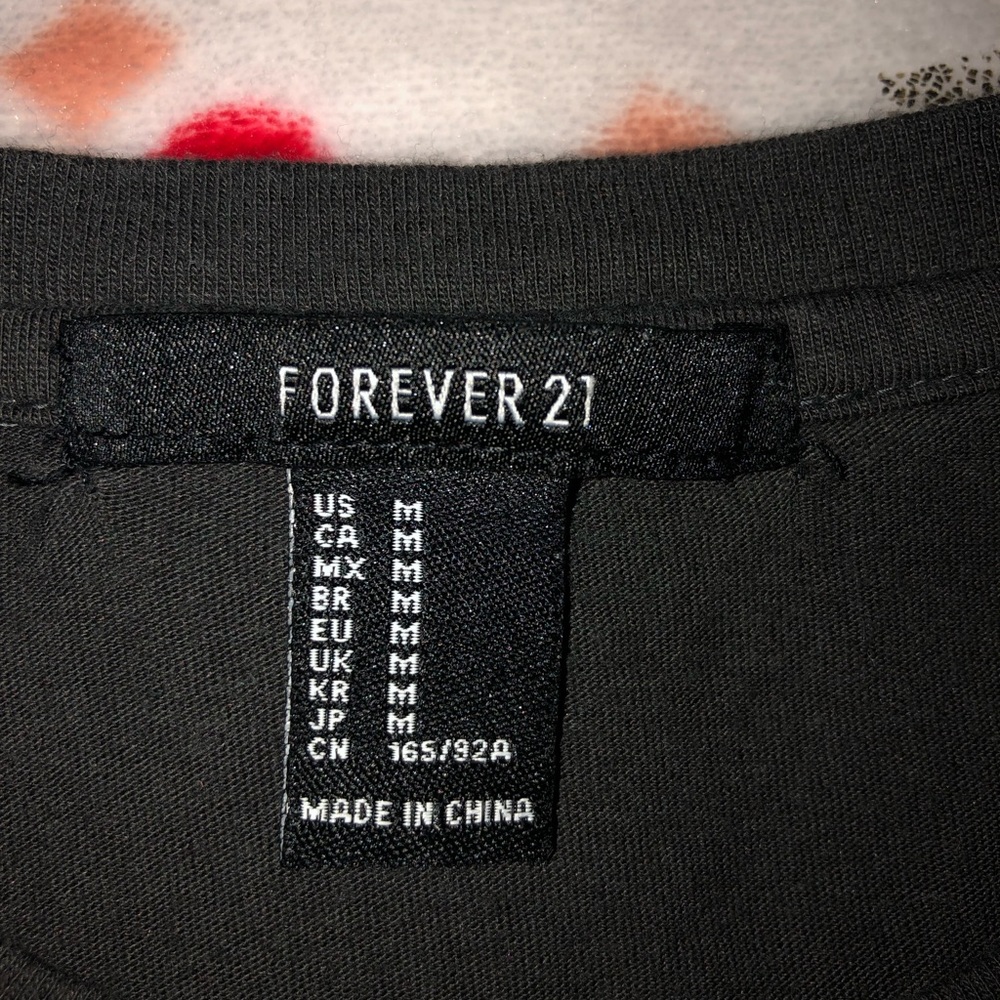 FOREVER 21
US M
CA M
MX M
BR M
EU M
UK M
KR M
JP M
CN 165/92A
MADE IN CHINA